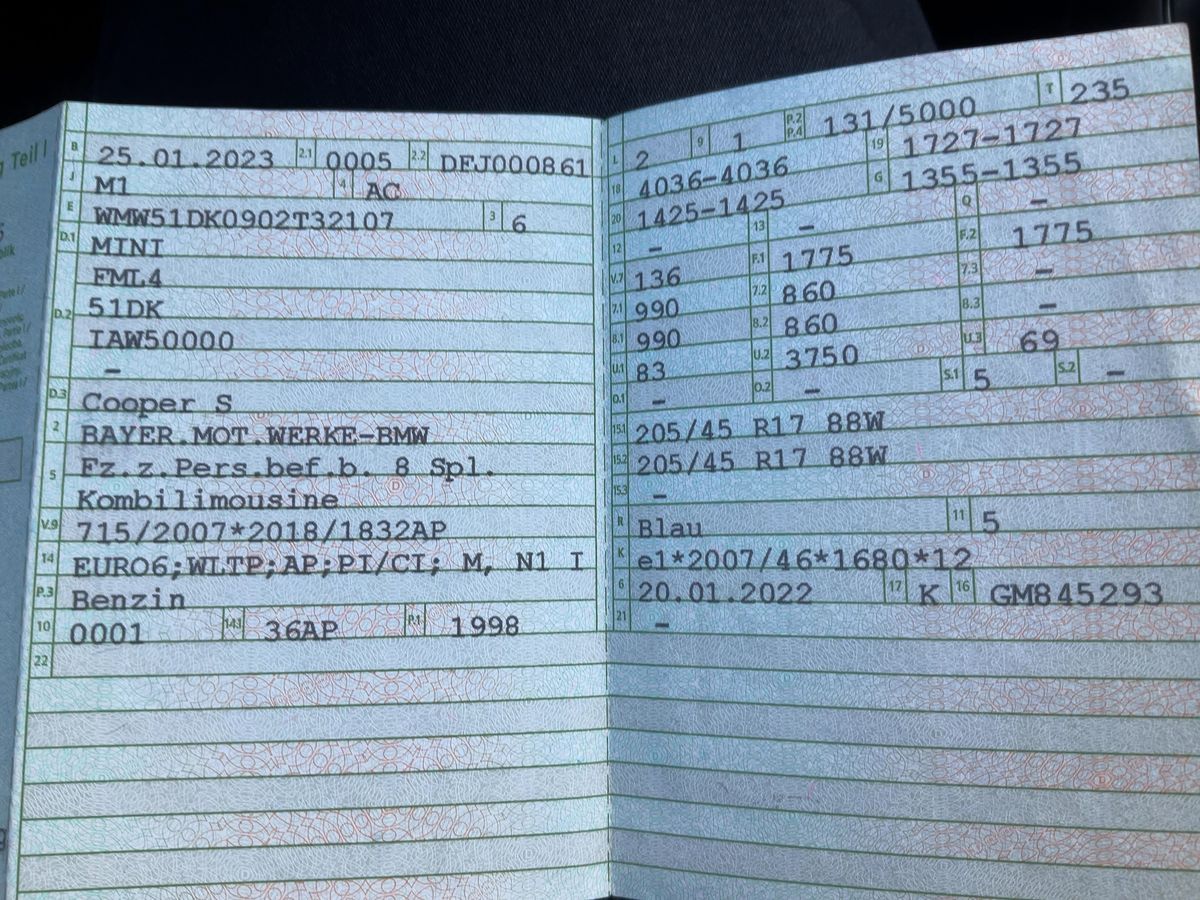 g Teil I
B 25.01.2023 2.1 0005 2.2 DFJ000861
J M1 4 AC
E WMW51DK0902T32107 3 6
D.1 MINI
FML4
D.2 51DK
IAW50000
–
D.3 Cooper S
2 BAYER.MOT.WERKE-BMW
5 Fz.z.Pers.bef.b. 8 Spl.
Kombilimousine
V.9 715/2007*2018/1832AP
14 EURO6;WLTP;AP;PI/CI; M, N1 I
P.3 Benzin
10 0001 14.1 36AP P.1 1998
22
L 2 9 1 P.2 P.4 131/5000 T 235
18 4036-4036 19 1727-1727
20 1425-1425 G 1355-1355
12 – 13 – Q –
V.7 136 F.1 1775 F.2 1775
7.1 990 7.2 860 7.3 –
8.1 990 8.2 860 8.3 –
U.1 83 U.2 3750 U.3 69
O.1 – O.2 – S.1 5 S.2 –
15.1 205/45 R17 88W
15.2 205/45 R17 88W
15.3 –
R Blau 11 5
K e1*2007/46*1680*12
6 20.01.2022 17 K 16 GM845293
21 –